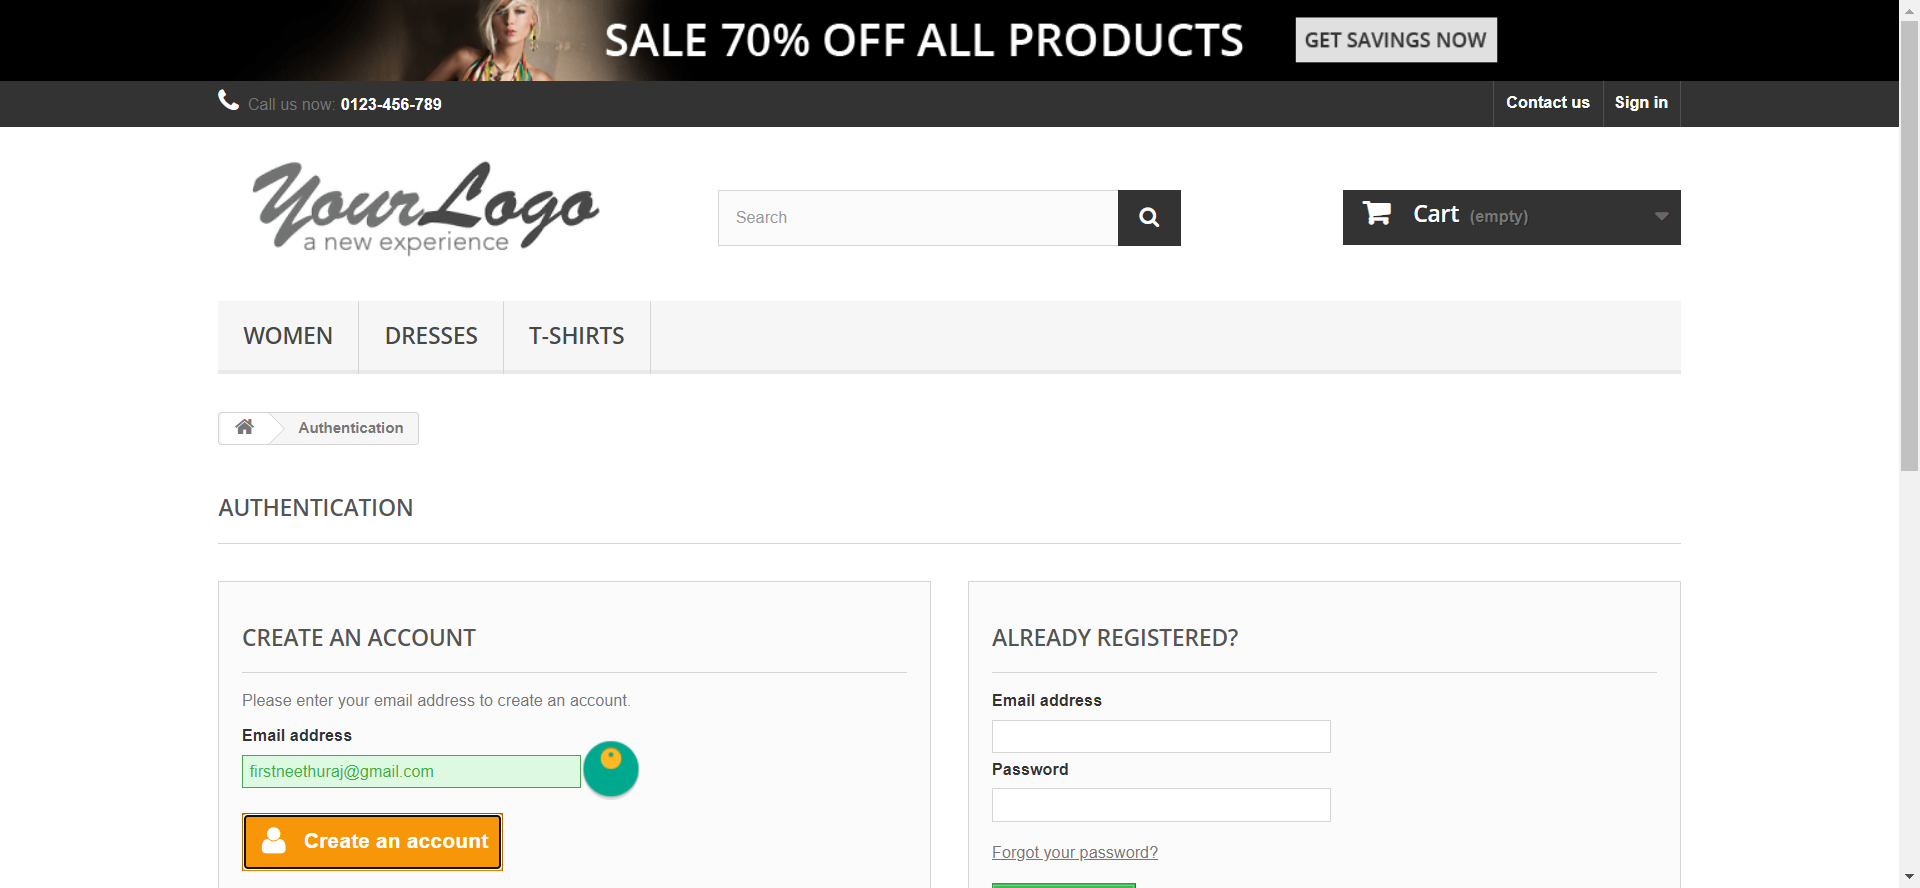 SALE 70% OFF ALL PRODUCTS
GET SAVINGS NOW
Call us now: 0123-456-789
Contact us
Sign in
Your Logo
a new experience
Search
Cart (empty)
WOMEN
DRESSES
T-SHIRTS
Authentication
AUTHENTICATION
CREATE AN ACCOUNT
Please enter your email address to create an account.
Email address
firstneethuraj@gmail.com
Create an account
ALREADY REGISTERED?
Email address
Password
Forgot your password?